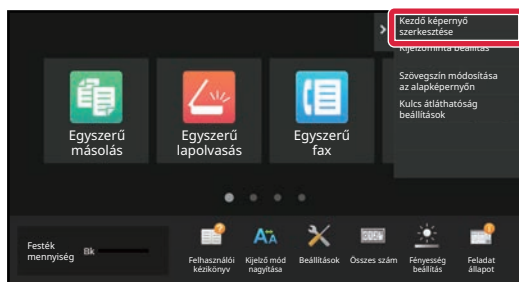 Kezdő képernyő
szerkesztése
Kijelzőminta beállítás
Szövegszín módosítása
az alapképernyőn
Kulcs átláthatóság
beállítások
Egyszerű
másolás
Egyszerű
lapolvasás
Egyszerű
fax
Festék
mennyiség
Bk
Felhasználói
kézikönyv
Kijelző mód
nagyítása
Beállítások
Összes szám
Fényesség
beállítás
Feladat
állapot